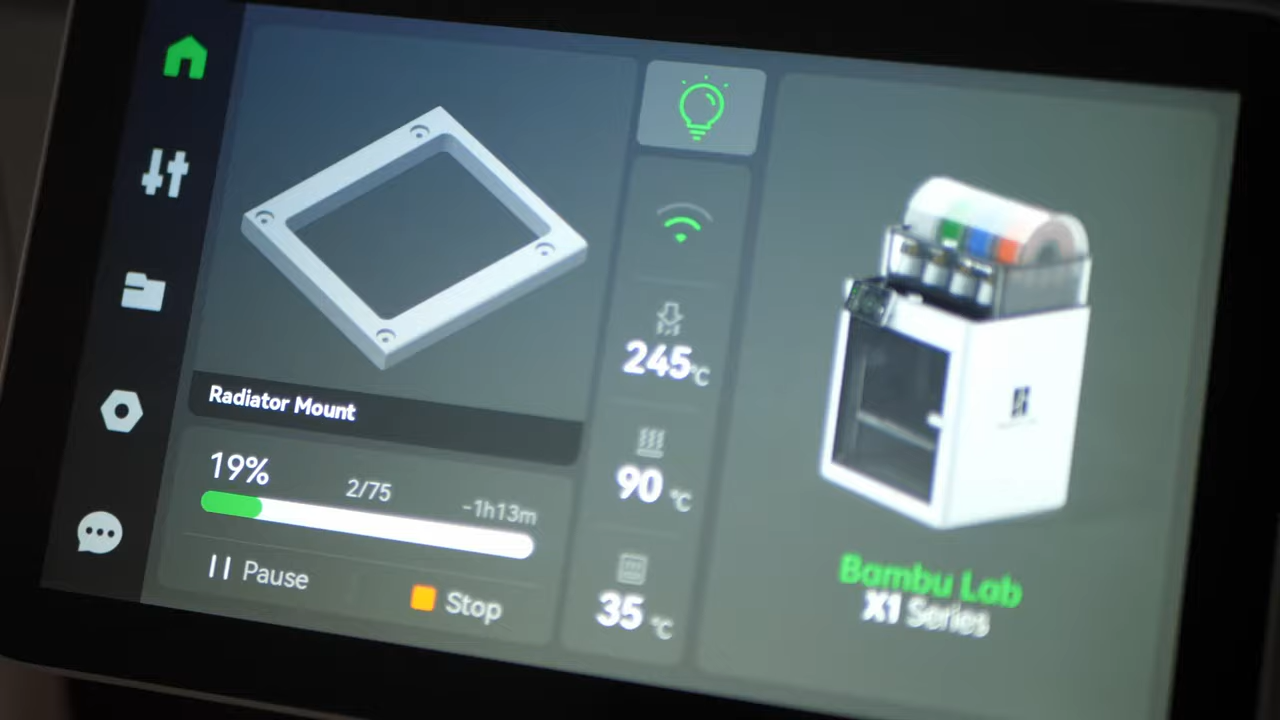 Radiator Mount
19%
2/75
-1h13m
Pause
Stop
245°C
90 °C
35 °C
Bambu Lab
X1 Series